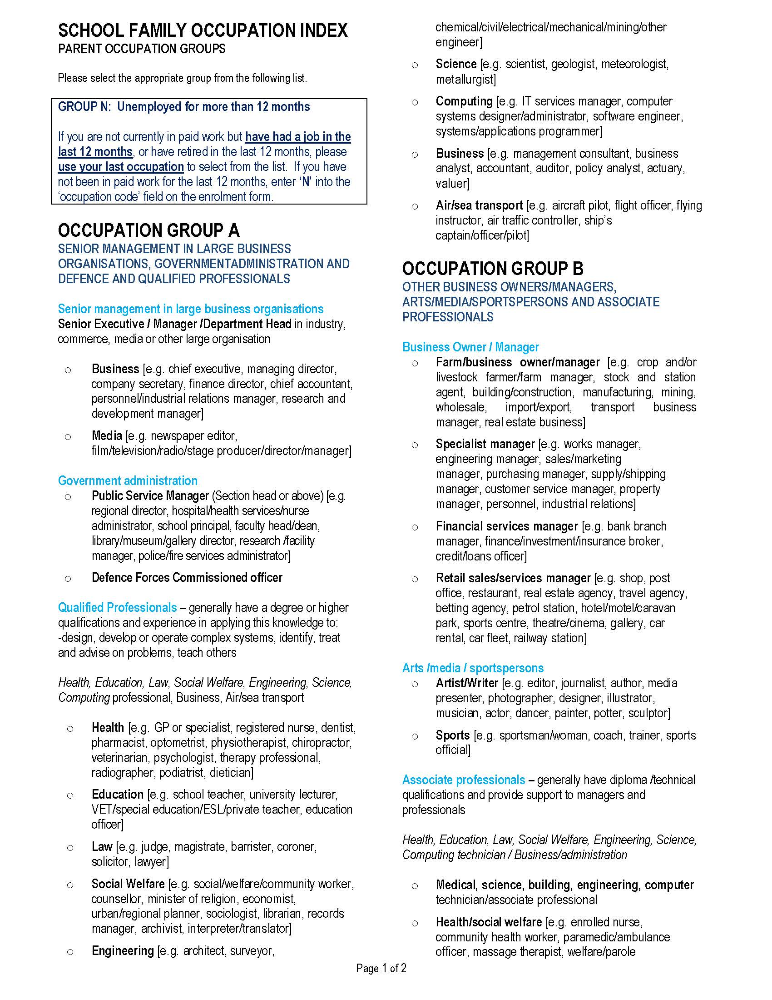 SCHOOL FAMILY OCCUPATION INDEX
PARENT OCCUPATION GROUPS
Please select the appropriate group from the following list.
GROUP N:  Unemployed for more than 12 months
If you are not currently in paid work but have had a job in the
last 12 months, or have retired in the last 12 months, please
use your last occupation to select from the list.  If you have
not been in paid work for the last 12 months, enter ‘N’ into the
‘occupation code’ field on the enrolment form.
OCCUPATION GROUP A
SENIOR MANAGEMENT IN LARGE BUSINESS
ORGANISATIONS, GOVERNMENTADMINISTRATION AND
DEFENCE AND QUALIFIED PROFESSIONALS
Senior management in large business organisations
Senior Executive / Manager /Department Head in industry,
commerce, media or other large organisation
o Business [e.g. chief executive, managing director,
company secretary, finance director, chief accountant,
personnel/industrial relations manager, research and
development manager]
o Media [e.g. newspaper editor,
film/television/radio/stage producer/director/manager]
Government administration
o Public Service Manager (Section head or above) [e.g.
regional director, hospital/health services/nurse
administrator, school principal, faculty head/dean,
library/museum/gallery director, research /facility
manager, police/fire services administrator]
o Defence Forces Commissioned officer
Qualified Professionals – generally have a degree or higher
qualifications and experience in applying this knowledge to:
-design, develop or operate complex systems, identify, treat
and advise on problems, teach others
Health, Education, Law, Social Welfare, Engineering, Science,
Computing professional, Business, Air/sea transport
o Health [e.g. GP or specialist, registered nurse, dentist,
pharmacist, optometrist, physiotherapist, chiropractor,
veterinarian, psychologist, therapy professional,
radiographer, podiatrist, dietician]
o Education [e.g. school teacher, university lecturer,
VET/special education/ESL/private teacher, education
officer]
o Law [e.g. judge, magistrate, barrister, coroner,
solicitor, lawyer]
o Social Welfare [e.g. social/welfare/community worker,
counsellor, minister of religion, economist,
urban/regional planner, sociologist, librarian, records
manager, archivist, interpreter/translator]
o Engineering [e.g. architect, surveyor,
chemical/civil/electrical/mechanical/mining/other
engineer]
o Science [e.g. scientist, geologist, meteorologist,
metallurgist]
o Computing [e.g. IT services manager, computer
systems designer/administrator, software engineer,
systems/applications programmer]
o Business [e.g. management consultant, business
analyst, accountant, auditor, policy analyst, actuary,
valuer]
o Air/sea transport [e.g. aircraft pilot, flight officer, flying
instructor, air traffic controller, ship’s
captain/officer/pilot]
OCCUPATION GROUP B
OTHER BUSINESS OWNERS/MANAGERS,
ARTS/MEDIA/SPORTSPERSONS AND ASSOCIATE
PROFESSIONALS
Business Owner / Manager
o Farm/business owner/manager [e.g. crop and/or
livestock farmer/farm manager, stock and station
agent, building/construction, manufacturing, mining,
wholesale, import/export, transport business
manager, real estate business]
o Specialist manager [e.g. works manager,
engineering manager, sales/marketing
manager, purchasing manager, supply/shipping
manager, customer service manager, property
manager, personnel, industrial relations]
o Financial services manager [e.g. bank branch
manager, finance/investment/insurance broker,
credit/loans officer]
o Retail sales/services manager [e.g. shop, post
office, restaurant, real estate agency, travel agency,
betting agency, petrol station, hotel/motel/caravan
park, sports centre, theatre/cinema, gallery, car
rental, car fleet, railway station]
Arts /media / sportspersons
o Artist/Writer [e.g. editor, journalist, author, media
presenter, photographer, designer, illustrator,
musician, actor, dancer, painter, potter, sculptor]
o Sports [e.g. sportsman/woman, coach, trainer, sports
official]
Associate professionals – generally have diploma /technical
qualifications and provide support to managers and
professionals
Health, Education, Law, Social Welfare, Engineering, Science,
Computing technician / Business/administration
o Medical, science, building, engineering, computer
technician/associate professional
o Health/social welfare [e.g. enrolled nurse,
community health worker, paramedic/ambulance
officer, massage therapist, welfare/parole
Page 1 of 2